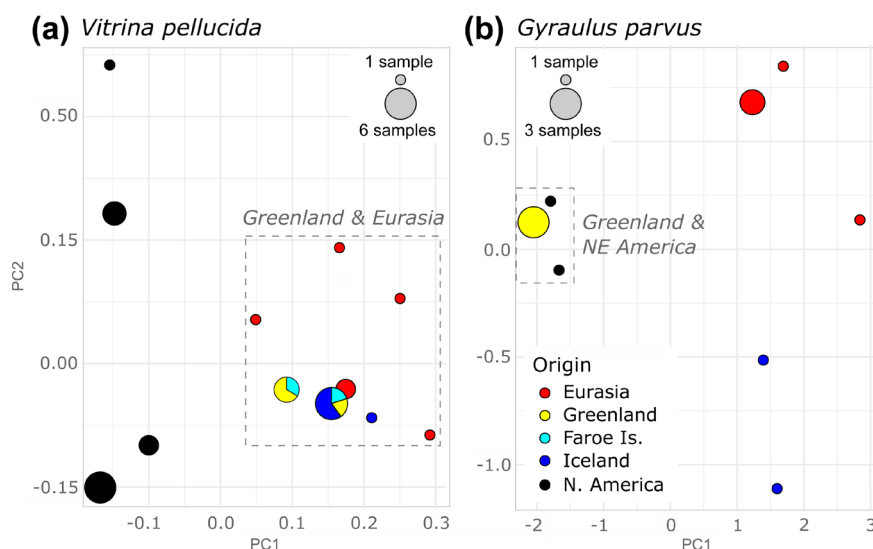 (a) Vitrina pellucida
1 sample
6 samples
Greenland & Eurasia
0.50
0.15
0.00
-0.15
PC2
-0.1
0.0
0.1
0.2
0.3
PC1
(b) Gyraulus parvus
1 sample
3 samples
Greenland &
NE America
0.5
0.0
-0.5
-1.0
Origin
Eurasia
Greenland
Faroe Is.
Iceland
N. America
-2
-1
0
1
2
3
PC1